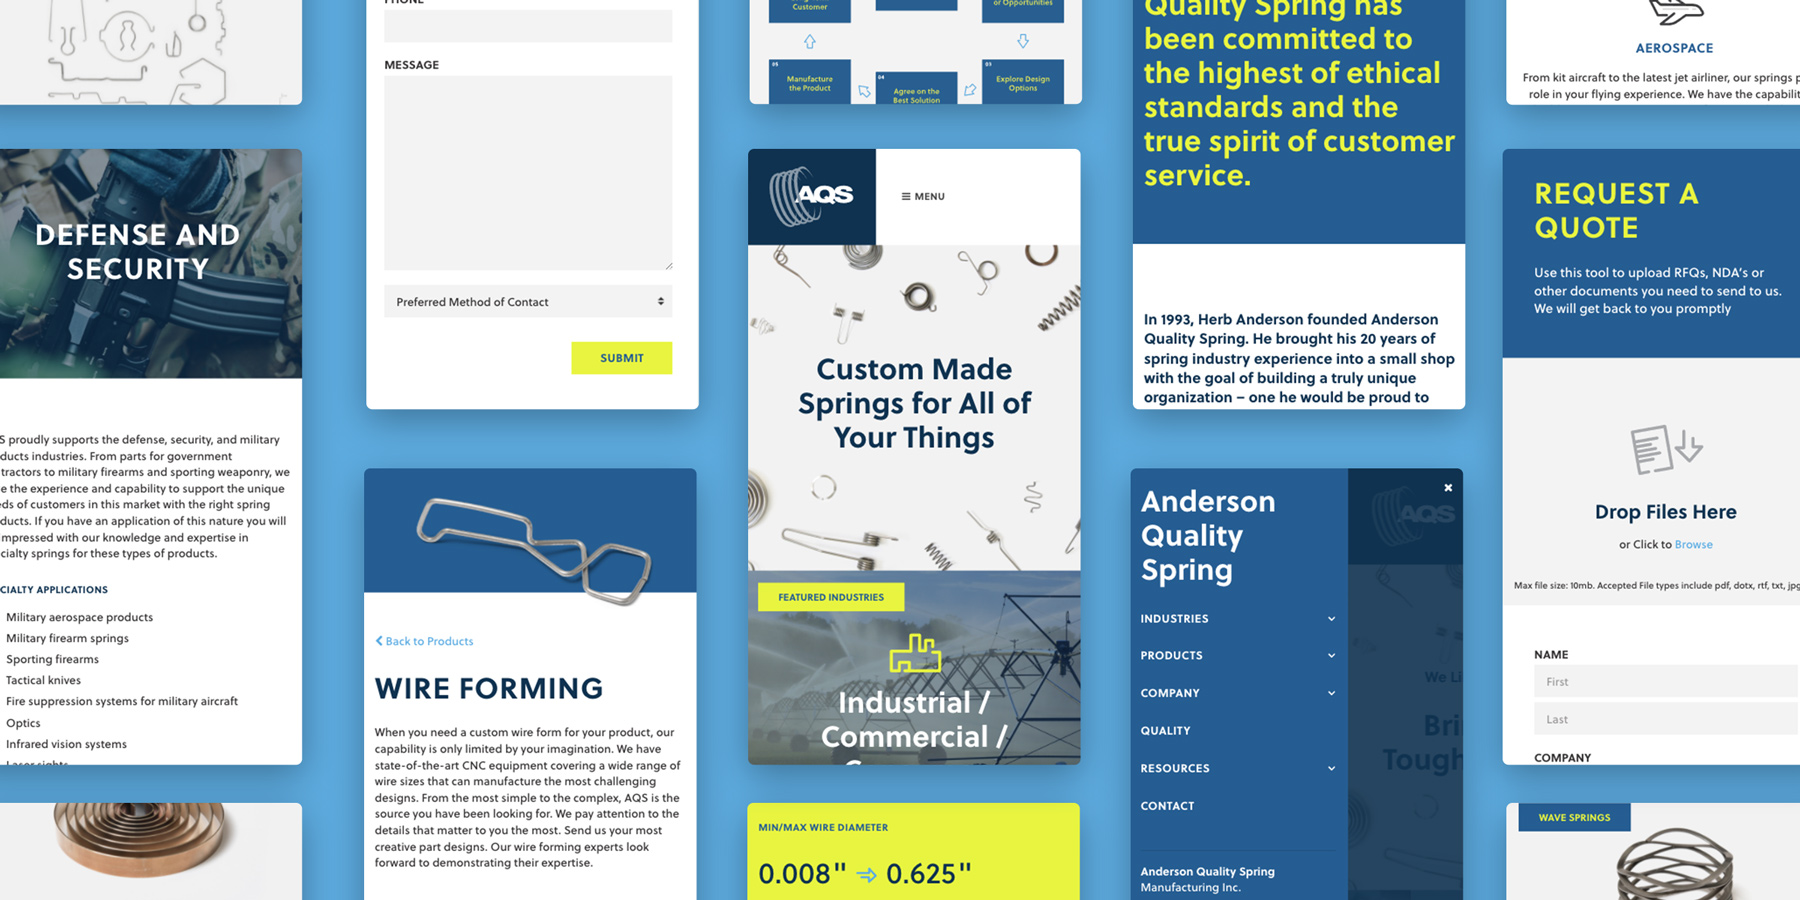 DEFENSE AND
SECURITY
proudly supports the defense, security, and military
industries. From parts for government
to military firearms and sporting weaponry, we
the experience and capability to support the unique
of customers in this market with the right spring
If you have an application of this nature you will
with our knowledge and expertise in
springs for these types of products.
APPLICATIONS
Military aerospace products
Military firearm springs
Sporting firearms
Tactical knives
Fire suppression systems for military aircraft
Optics
Infrared vision systems
PHONE
MESSAGE
Preferred Method of Contact
SUBMIT
Back to Products
WIRE FORMING
When you need a custom wire form for your product, our
capability is only limited by your imagination. We have
state-of-the-art CNC equipment covering a wide range of
wire sizes that can manufacture the most challenging
designs. From the most simple to the complex, AQS is the
source you have been looking for. We pay attention to the
details that matter to you the most. Send us your most
creative part designs. Our wire forming experts look
forward to demonstrating their expertise.
Customer
or Opportunities
05
Manufacture
the Product
04
Agree on the
Best Solution
03
Explore Design
Options
AQS
MENU
Custom Made
Springs for All of
Your Things
FEATURED INDUSTRIES
Industrial /
Commercial /
MIN/MAX WIRE DIAMETER
0.008" 0.625"
Quality Spring has
been committed to
the highest of ethical
standards and the
true spirit of customer
service.
In 1993, Herb Anderson founded Anderson
Quality Spring. He brought his 20 years of
spring industry experience into a small shop
with the goal of building a truly unique
organization – one he would be proud to
Anderson
Quality
Spring
INDUSTRIES
PRODUCTS
COMPANY
QUALITY
RESOURCES
CONTACT
Anderson Quality Spring
Manufacturing Inc.
AQS
We
AEROSPACE
From kit aircraft to the latest jet airliner, our springs
role in your flying experience. We have the
REQUEST A
QUOTE
Use this tool to upload RFQs, NDA's or
other documents you need to send to us.
We will get back to you promptly
Drop Files Here
or Click to Browse
Max file size: 10mb. Accepted File types include pdf, dotx, rtf, txt, jpg
NAME
First
Last
COMPANY
WAVE SPRINGS